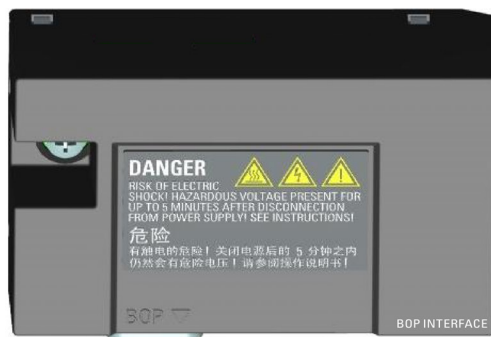 DANGER
RISK OF ELECTRIC
SHOCK! HAZARDOUS VOLTAGE PRESENT FOR
UP TO 5 MINUTES AFTER DISCONNECTION
FROM POWER SUPPLY! SEE INSTRUCTIONS!
危险
有触电的危险！关闭电源后的 5 分钟之内
仍然会有危险电压！请参阅操作说明书！
BOP
BOP INTERFACE